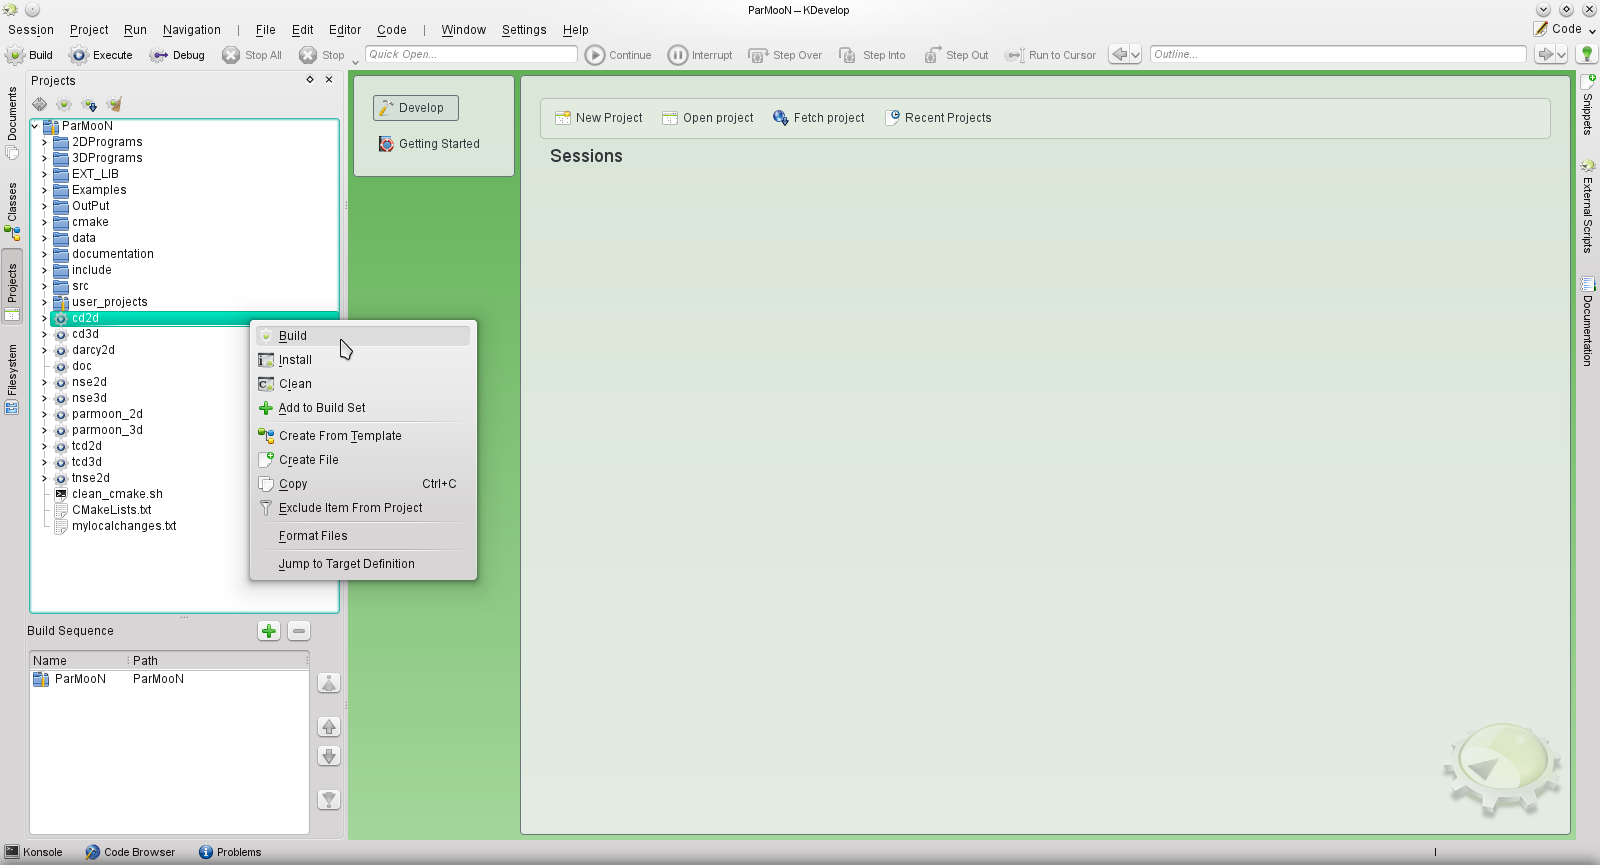 ParMooN – KDevelop
Session Project Run Navigation | File Edit Editor Code | Window Settings Help
Code
Build Execute Debug Stop All Stop Quick Open... Continue Interrupt Step Over Step Into Step Out Run to Cursor Outline...
Documents
Classes
Projects
Filesystem
Projects
ParMooN
2DPrograms
3DPrograms
EXT_LIB
Examples
OutPut
cmake
data
documentation
include
src
user_projects
cd2d
cd3d
darcy2d
doc
nse2d
nse3d
parmoon_2d
parmoon_3d
tcd2d
tcd3d
tnse2d
clean_cmake.sh
CMakeLists.txt
mylocalchanges.txt
Build
Install
Clean
Add to Build Set
Create From Template
Create File
Copy Ctrl+C
Exclude Item From Project
Format Files
Jump to Target Definition
Build Sequence
Name Path
ParMooN ParMooN
Develop
Getting Started
New Project Open project Fetch project Recent Projects
Sessions
Snippets
External Scripts
Documentation
Konsole Code Browser Problems